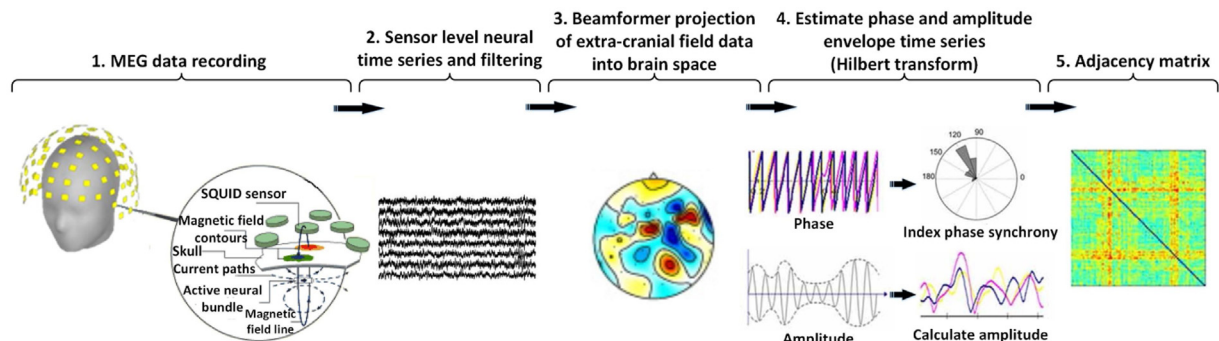 1. MEG data recording
2. Sensor level neural
time series and filtering
3. Beamformer projection
of extra-cranial field data
into brain space
4. Estimate phase and amplitude
envelope time series
(Hilbert transform)
5. Adjacency matrix
SQUID sensor
Magnetic field
contours
Skull
Current paths
Active neural
bundle
Magnetic
field line
Phase
120
90
150
180
0
Index phase synchrony
Amplitude
Calculate amplitude